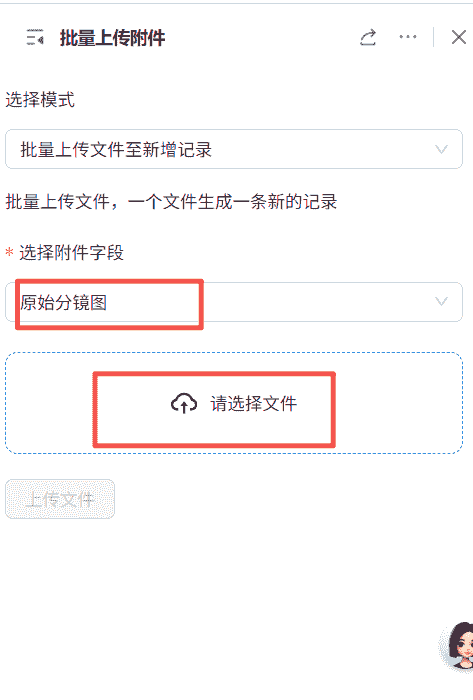 批量上传附件
选择模式
批量上传文件至新增记录
批量上传文件，一个文件生成一条新的记录
* 选择附件字段
原始分镜图
请选择文件
上传文件